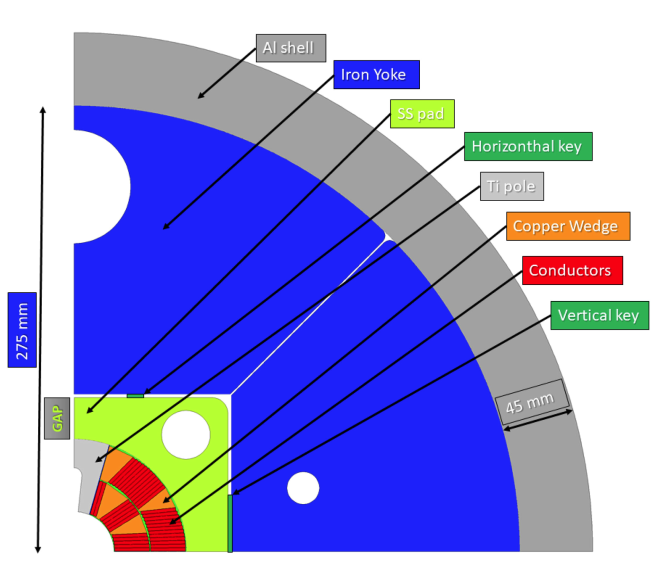 Al shell
Iron Yoke
SS pad
Horizonthal key
Ti pole
Copper Wedge
Conductors
Vertical key
275 mm
45 mm
GAP